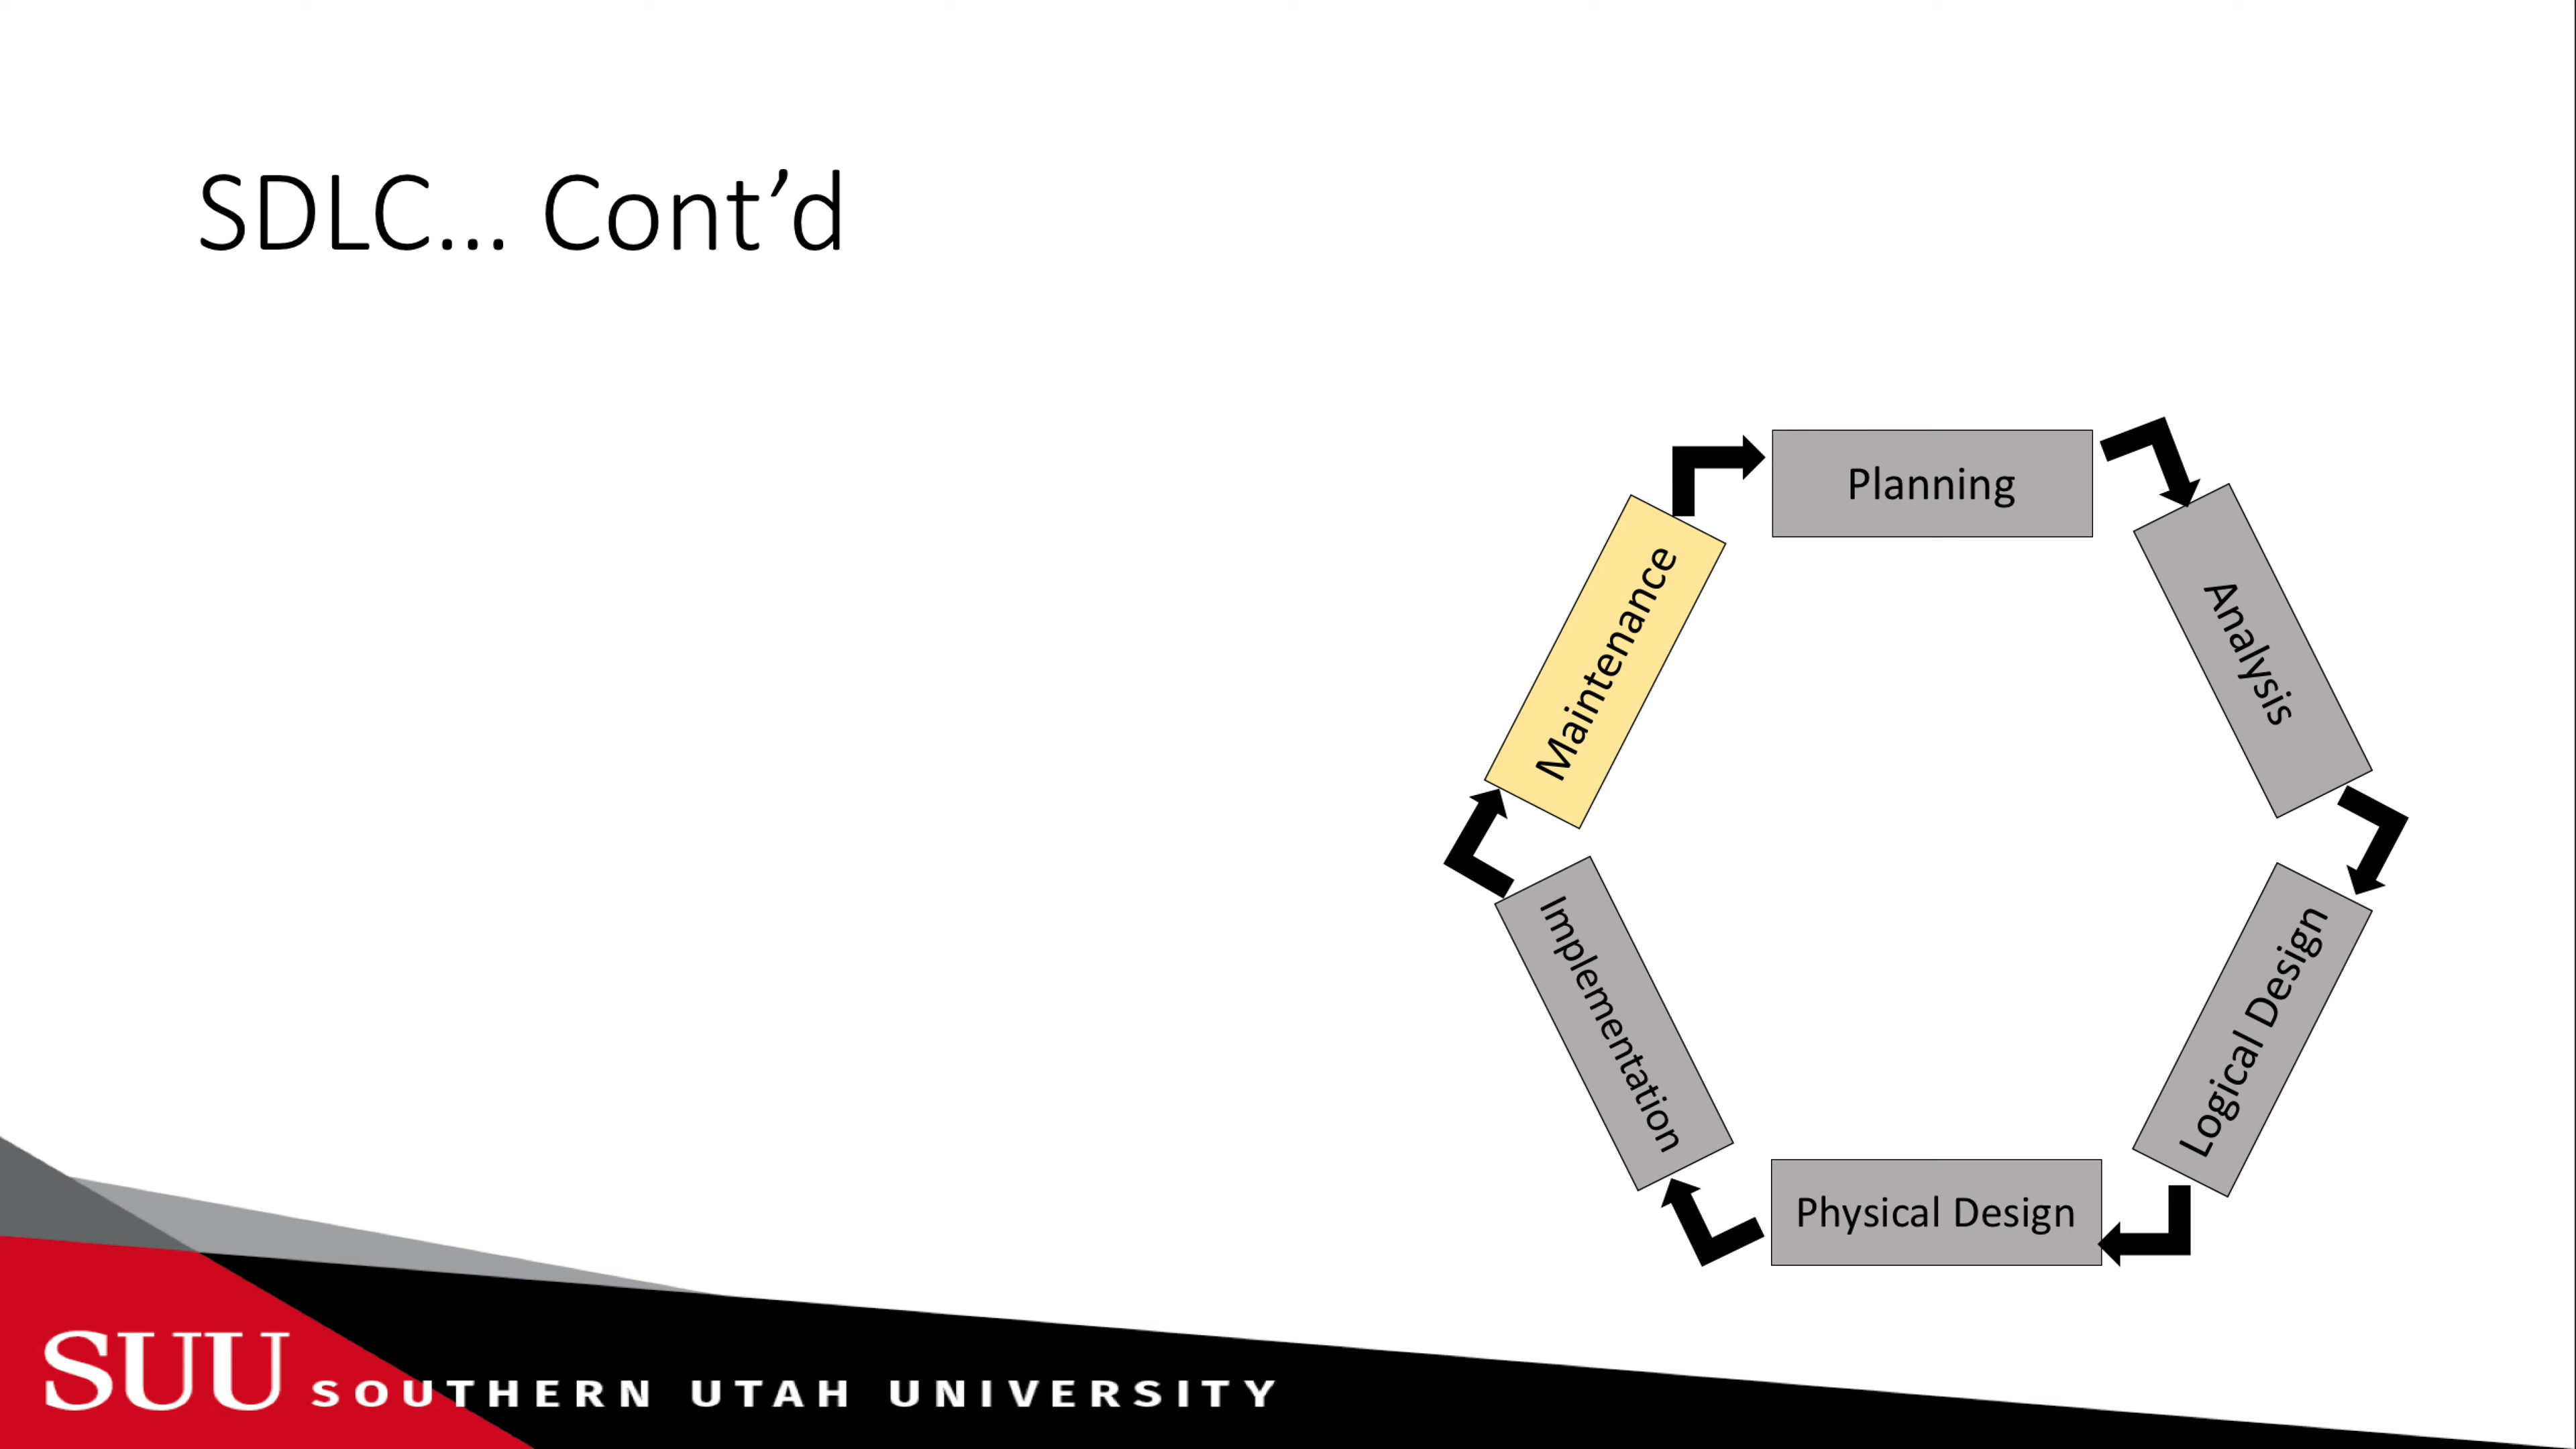 SDLC… Cont’d
Planning
Analysis
Logical Design
Physical Design
Implementation
Maintenance
SUU SOUTHERN UTAH UNIVERSITY